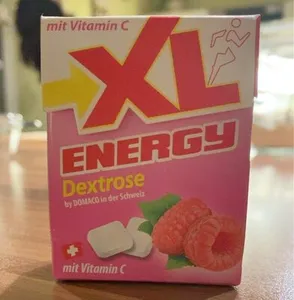 mit Vitamin C
XL
ENERGY
Dextrose
by DOMACO in der Schweiz
mit Vitamin C